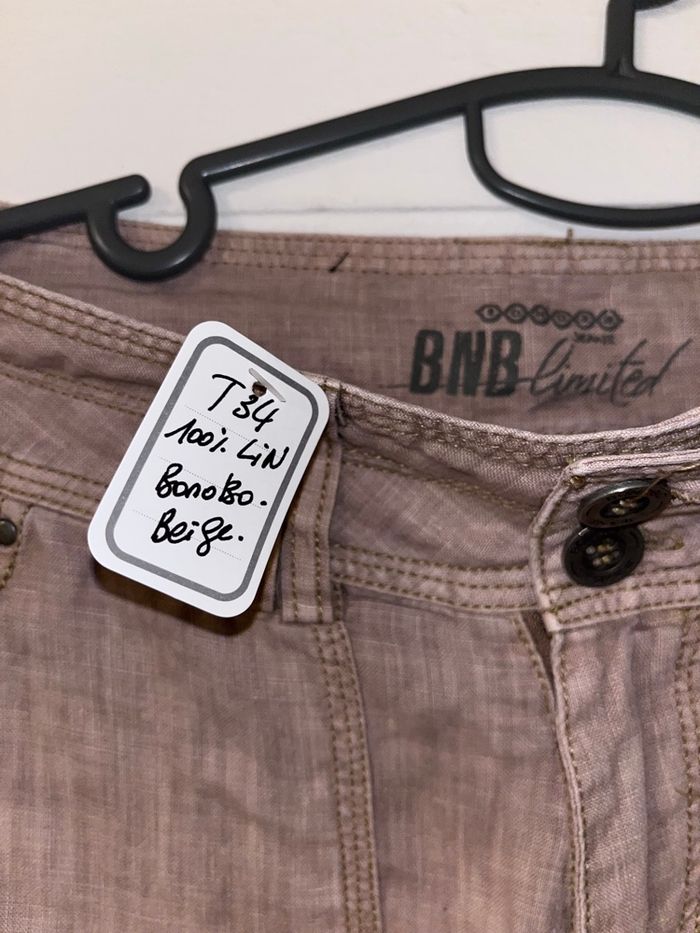 BNB limited
T34
100% LiN
BonoBo.
Beige.